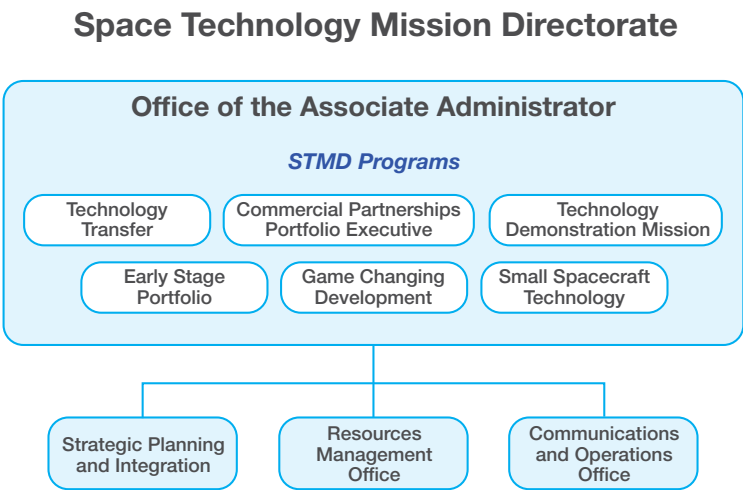 Space Technology Mission Directorate
Office of the Associate Administrator
STMD Programs
Technology
Transfer
Commercial Partnerships
Portfolio Executive
Technology
Demonstration Mission
Early Stage
Portfolio
Game Changing
Development
Small Spacecraft
Technology
Strategic Planning
and Integration
Resources
Management
Office
Communications
and Operations
Office